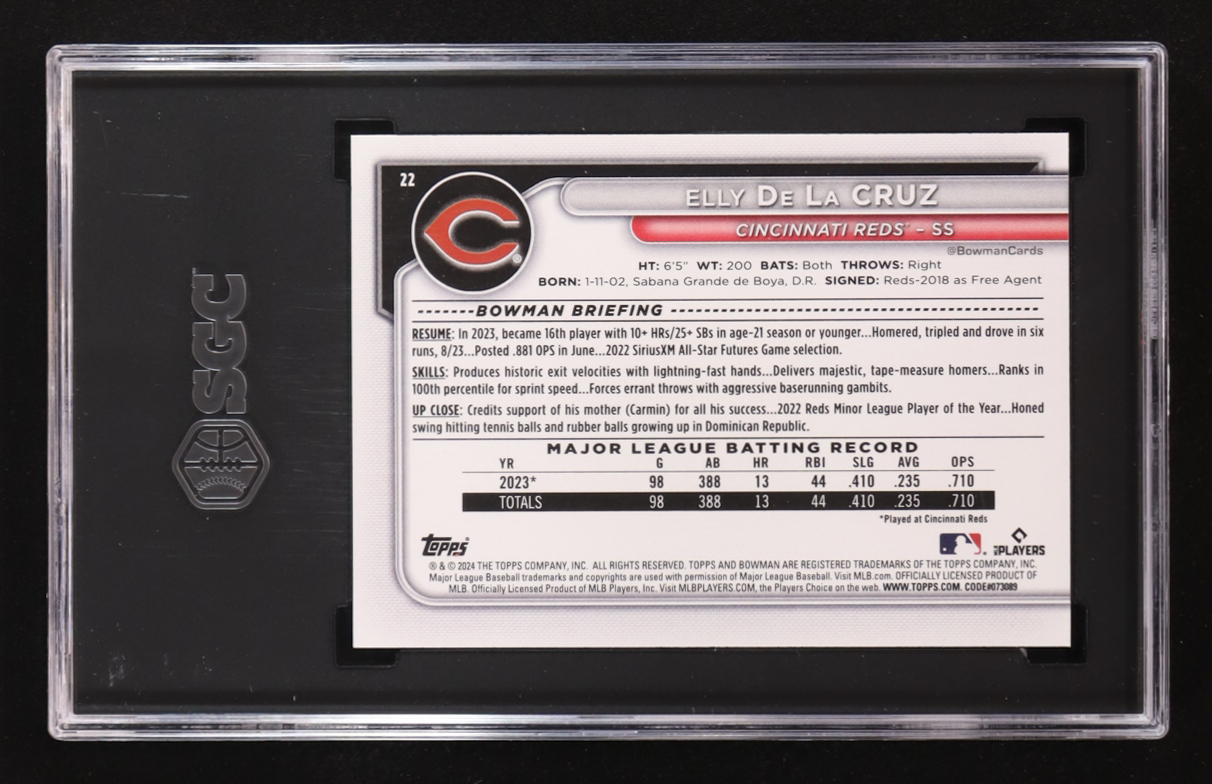 22
ELLY DE LA CRUZ
CINCINNATI REDS™ – SS
@BowmanCards
HT: 6'5" WT: 200 BATS: Both THROWS: Right
BORN: 1-11-02, Sabana Grande de Boya, D.R. SIGNED: Reds-2018 as Free Agent
BOWMAN BRIEFING
RESUME: In 2023, became 16th player with 10+ HRs/25+ SBs in age-21 season or younger...Homered, tripled and drove in six
runs, 8/23...Posted .881 OPS in June...2022 SiriusXM All-Star Futures Game selection.
SKILLS: Produces historic exit velocities with lightning-fast hands...Delivers majestic, tape-measure homers...Ranks in
100th percentile for sprint speed...Forces errant throws with aggressive baserunning gambits.
UP CLOSE: Credits support of his mother (Carmin) for all his success...2022 Reds Minor League Player of the Year...Honed
swing hitting tennis balls and rubber balls growing up in Dominican Republic.
MAJOR LEAGUE BATTING RECORD
YR G AB HR RBI SLG AVG OPS
2023* 98 388 13 44 .410 .235 .710
TOTALS 98 388 13 44 .410 .235 .710
*Played at Cincinnati Reds
Topps®
MLB PLAYERS
® & © 2024 THE TOPPS COMPANY, INC. ALL RIGHTS RESERVED. TOPPS AND BOWMAN ARE REGISTERED TRADEMARKS OF THE TOPPS COMPANY, INC.
Major League Baseball trademarks and copyrights are used with permission of Major League Baseball. Visit MLB.com. OFFICIALLY LICENSED PRODUCT OF
MLB. Officially Licensed Product of MLB Players, Inc. Visit MLBPLAYERS.COM, the Players Choice on the web. WWW.TOPPS.COM. CODE#073089
SGC™